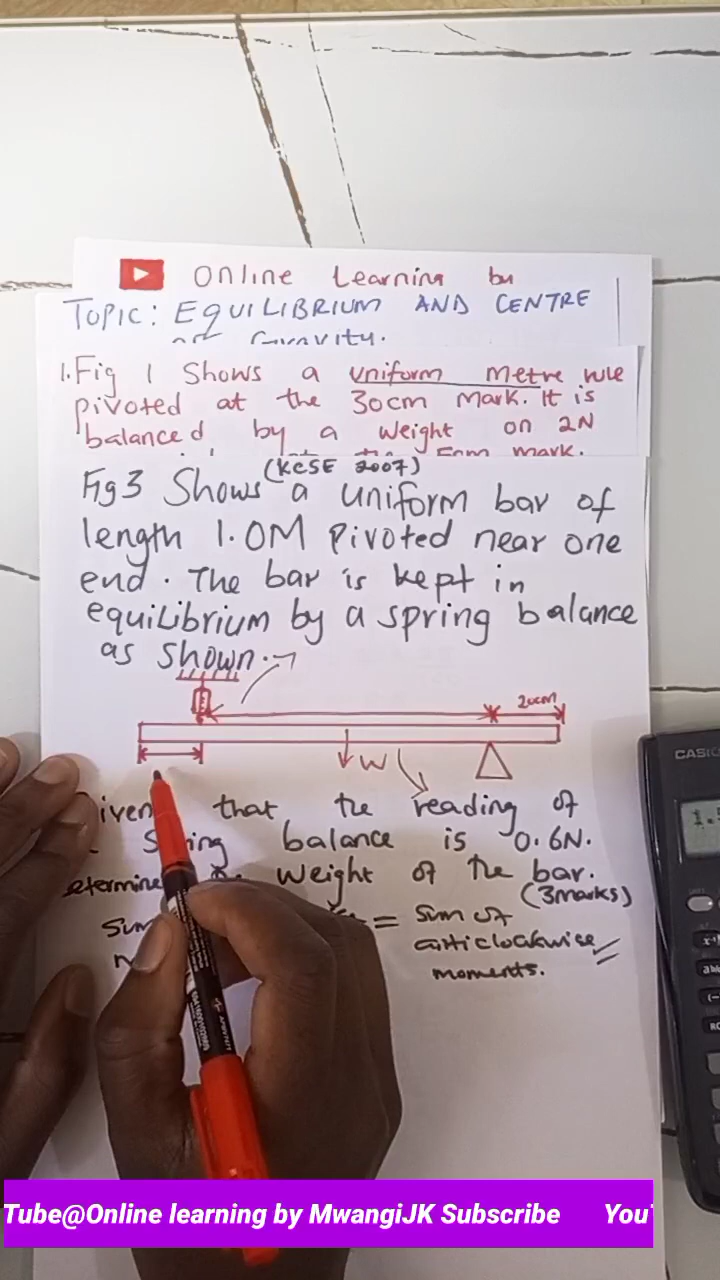 Online Learning by
TOPIC: EQUILIBRIUM AND CENTRE
Gravity.
1. Fig 1 Shows a uniform metre rule
pivoted at the 30cm mark. It is
balanced by a weight on 2N
mark.
(KCSE 2007)
Fig 3 Shows a uniform bar of
length 1.0M pivoted near one
end. The bar is kept in
equilibrium by a spring balance
as shown.
20cm
W
that the reading of
balance is 0.6N.
weight of the bar.
(3marks)
Sum = Sum of
anticlockwise
moments.
CASIO
Tube@Online learning by MwangiJK Subscribe You